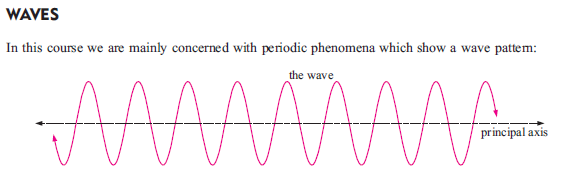 WAVES
In this course we are mainly concerned with periodic phenomena which show a wave pattern:
the wave
principal axis